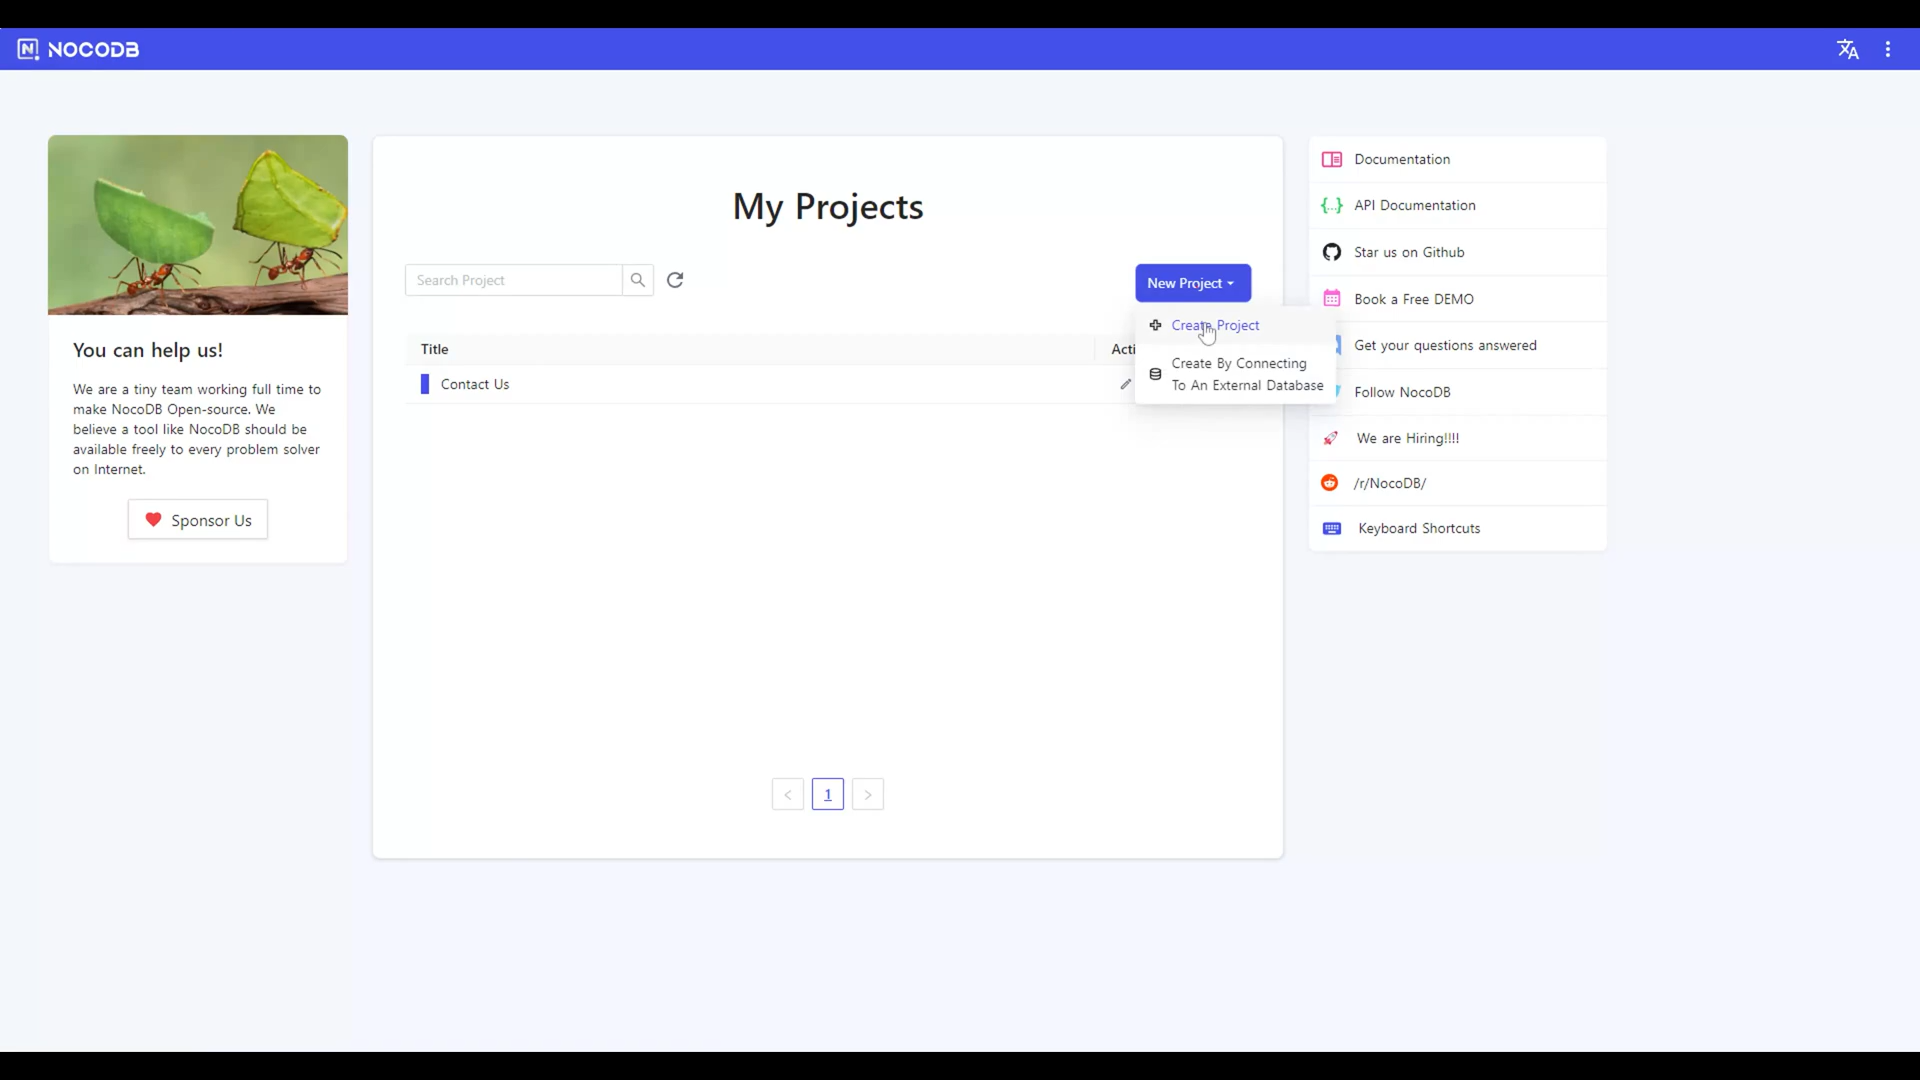 NOCODB
You can help us!
We are a tiny team working full time to
make NocoDB Open-source. We
believe a tool like NocoDB should be
available freely to every problem solver
on Internet.
Sponsor Us
My Projects
Search Project
New Project
Create Project
Create By Connecting
To An External Database
Title
Acti
Contact Us
< 1 >
Documentation
API Documentation
Star us on Github
Book a Free DEMO
Get your questions answered
Follow NocoDB
We are Hiring!!!!
/r/NocoDB/
Keyboard Shortcuts